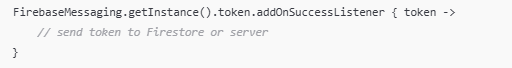 FirebaseMessaging.getInstance().token.addOnSuccessListener { token ->
    // send token to Firestore or server
}